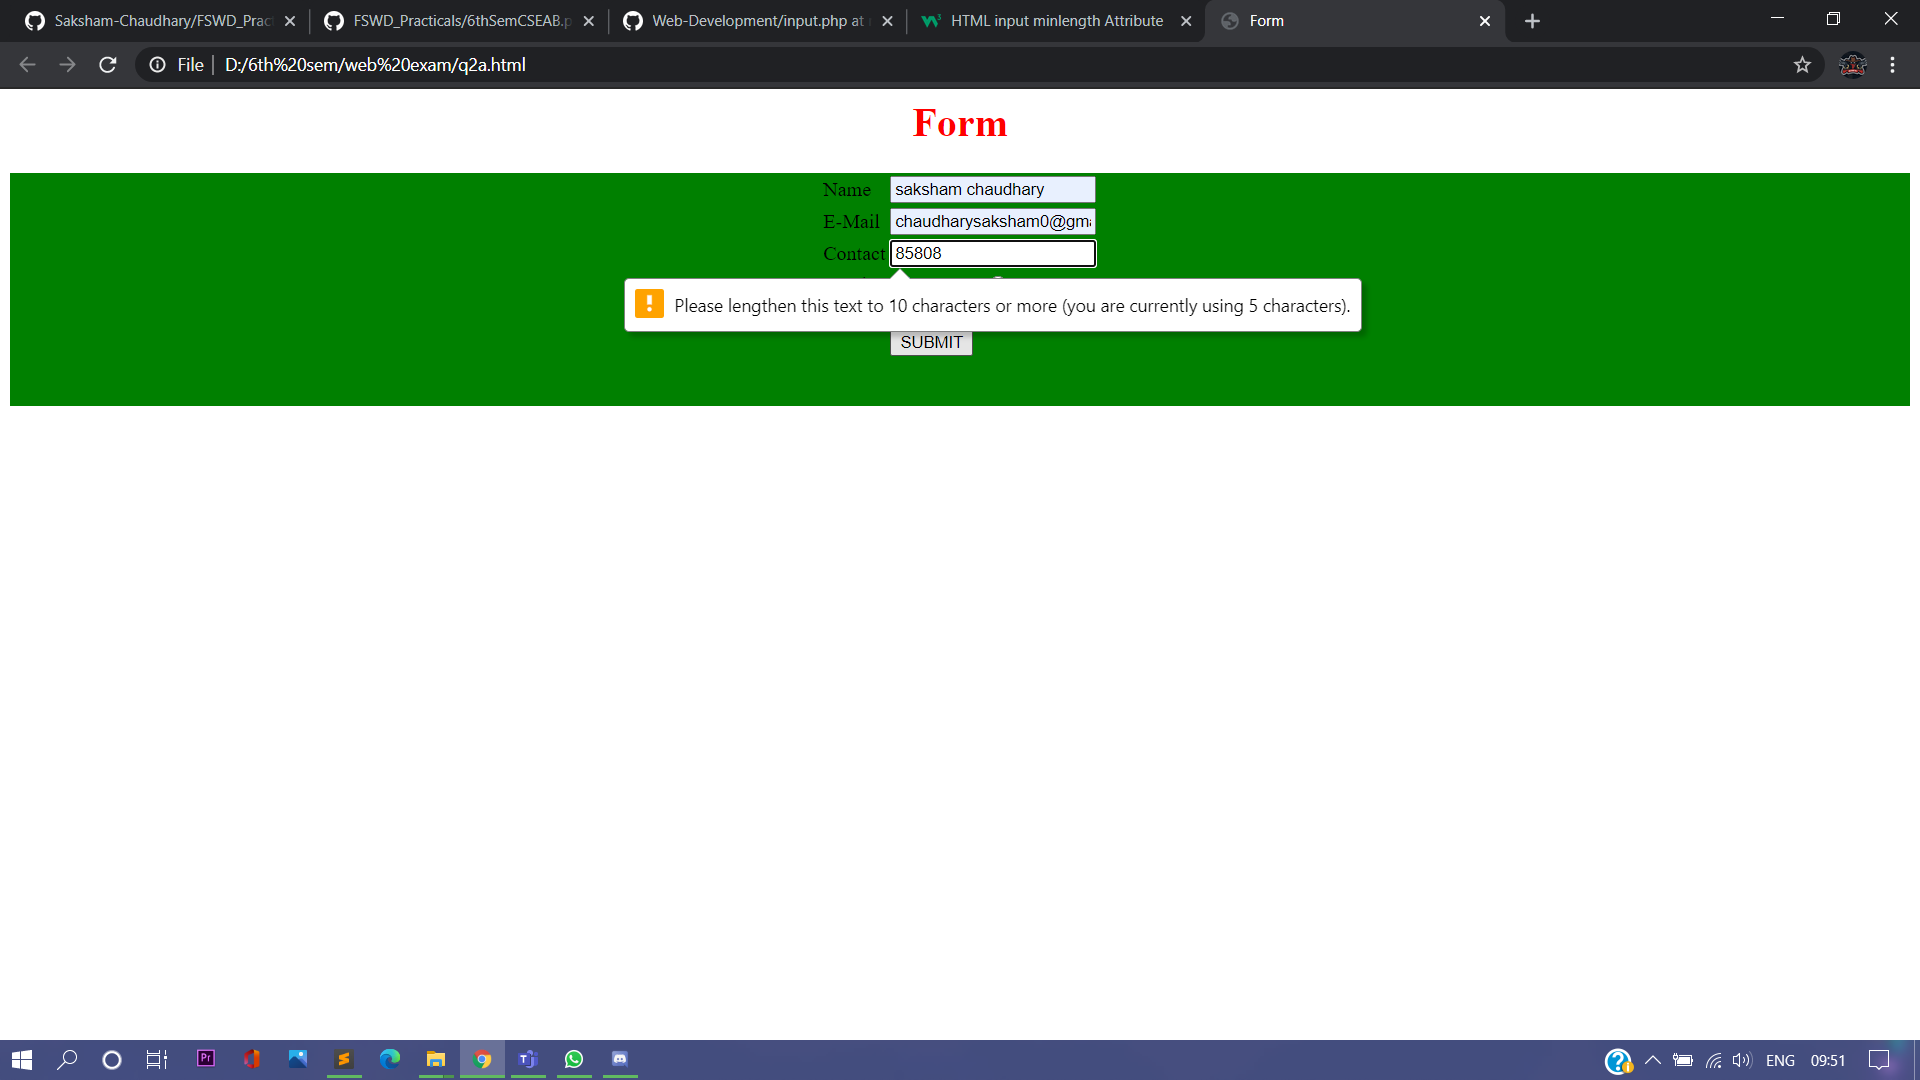 Saksham-Chaudhary/FSWD_Prac
FSWD_Practicals/6thSemCSEAB.p
Web-Development/input.php at
HTML input minlength Attribute
Form
File
D:/6th%20sem/web%20exam/q2a.html
Form
Name saksham chaudhary
E-Mail chaudharysaksham0@gma
Contact 85808
Please lengthen this text to 10 characters or more (you are currently using 5 characters).
SUBMIT
Pr
ENG 09:51